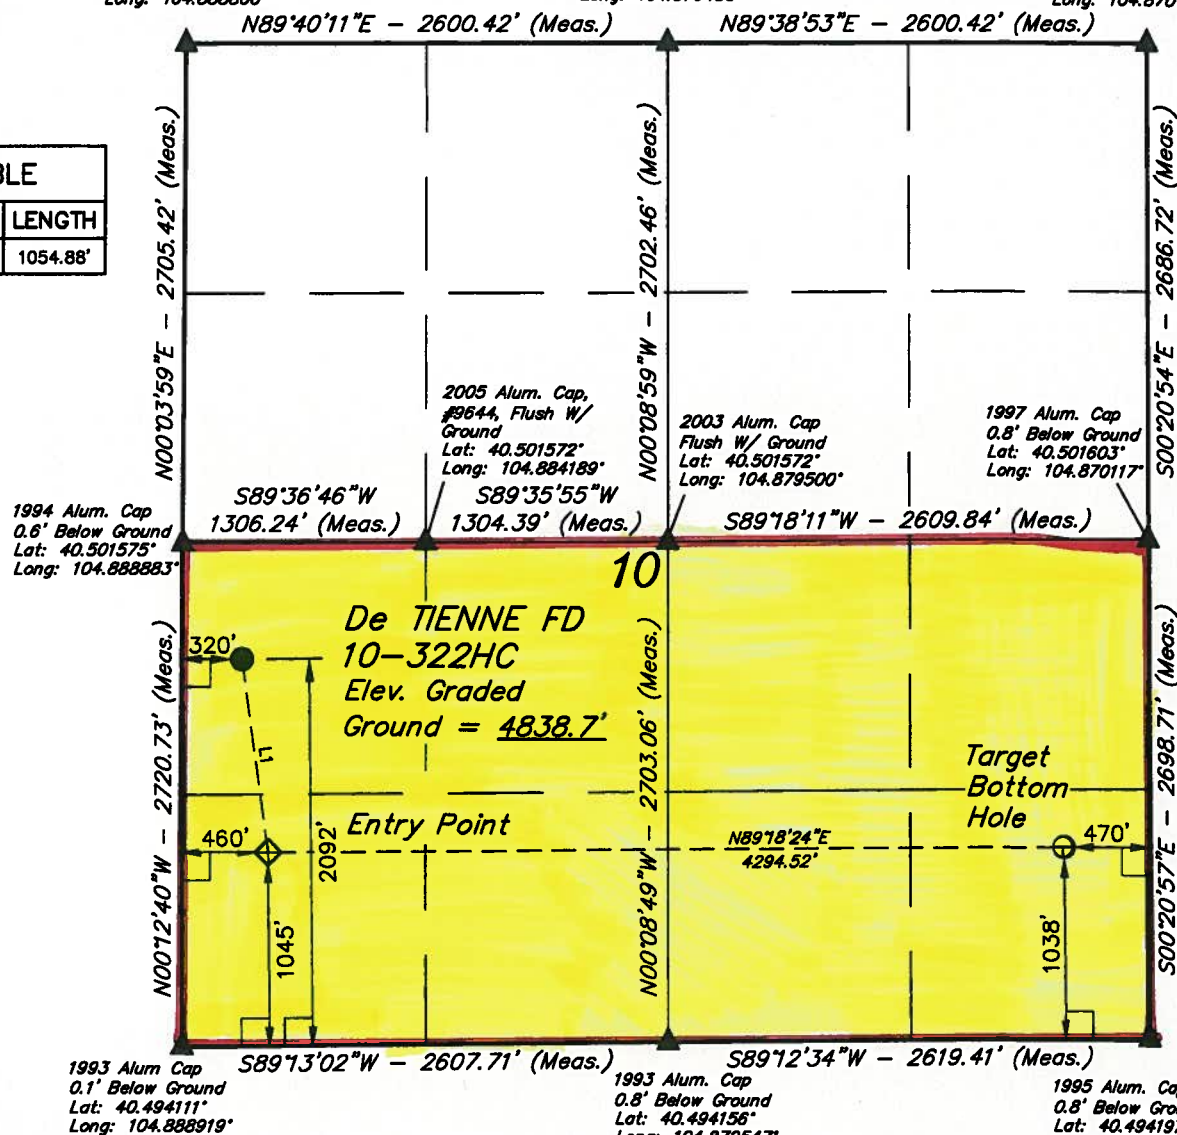 N89°40'11"E - 2600.42' (Meas.)
N89°38'53"E - 2600.42' (Meas.)
LENGTH
1054.88'
N00°03'59"E - 2705.42' (Meas.)
N00°08'59"W - 2702.46' (Meas.)
S00°20'54"E - 2686.72' (Meas.)
2005 Alum. Cap,
#9644, Flush W/
Ground
Lat: 40.501572°
Long: 104.884189°
2003 Alum. Cap
Flush W/ Ground
Lat: 40.501572°
Long: 104.879500°
1997 Alum. Cap
0.8' Below Ground
Lat: 40.501603°
Long: 104.870117°
1994 Alum. Cap
0.6' Below Ground
Lat: 40.501575°
Long: 104.888883°
S89°36'46"W
1306.24' (Meas.)
S89°35'55"W
1304.39' (Meas.)
S89°18'11"W - 2609.84' (Meas.)
10
De TIENNE FD
10-322HC
Elev. Graded
Ground = 4838.7'
320'
L1
2092'
N00°12'40"W - 2720.73' (Meas.)
N00°08'49"W - 2703.06' (Meas.)
S00°20'57"E - 2698.71' (Meas.)
Target
Bottom
Hole
Entry Point
460'
N89°18'24"E
4294.52'
470'
1045'
1038'
S89°13'02"W - 2607.71' (Meas.)
S89°12'34"W - 2619.41' (Meas.)
1993 Alum Cap
0.1' Below Ground
Lat: 40.494111°
Long: 104.888919°
1993 Alum. Cap
0.8' Below Ground
Lat: 40.494156°
1995 Alum.
0.8' Below
Lat: